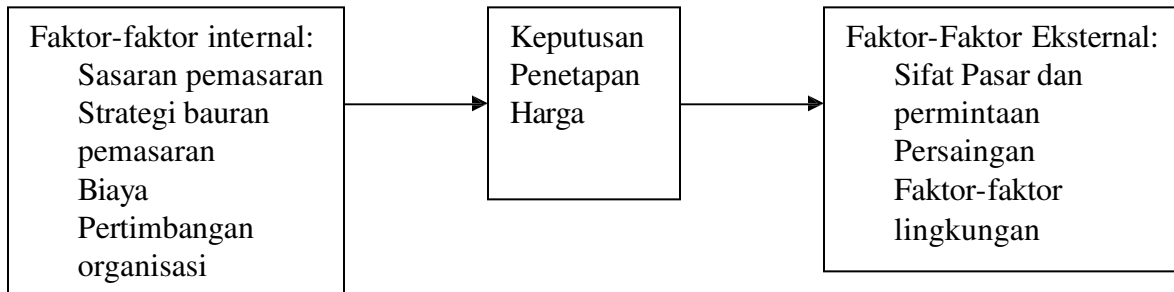 Faktor-faktor internal:
Sasaran pemasaran
Strategi bauran
pemasaran
Biaya
Pertimbangan
organisasi
Keputusan
Penetapan
Harga
Faktor-Faktor Eksternal:
Sifat Pasar dan
permintaan
Persaingan
Faktor-faktor
lingkungan